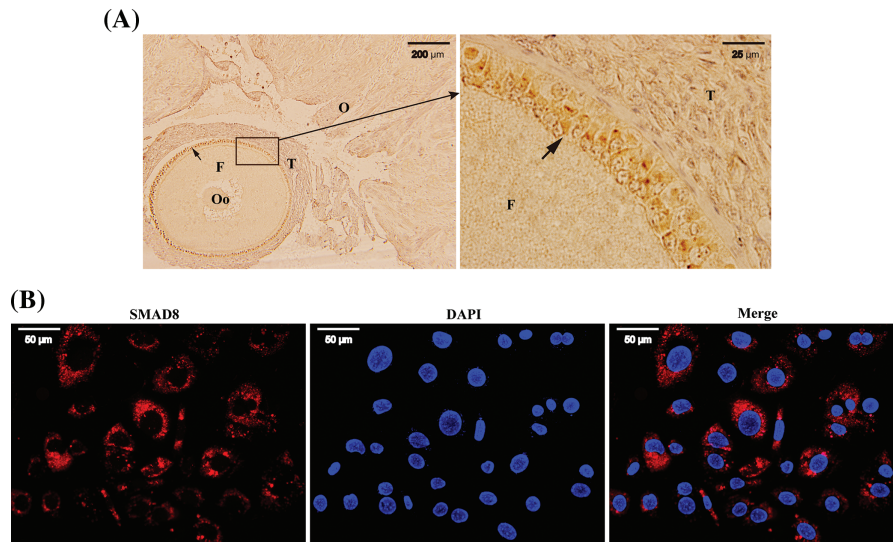 (A)
200 µm
O
F
T
Oo
25 µm
T
F
(B)
SMAD8
DAPI
Merge
50 µm
50 µm
50 µm